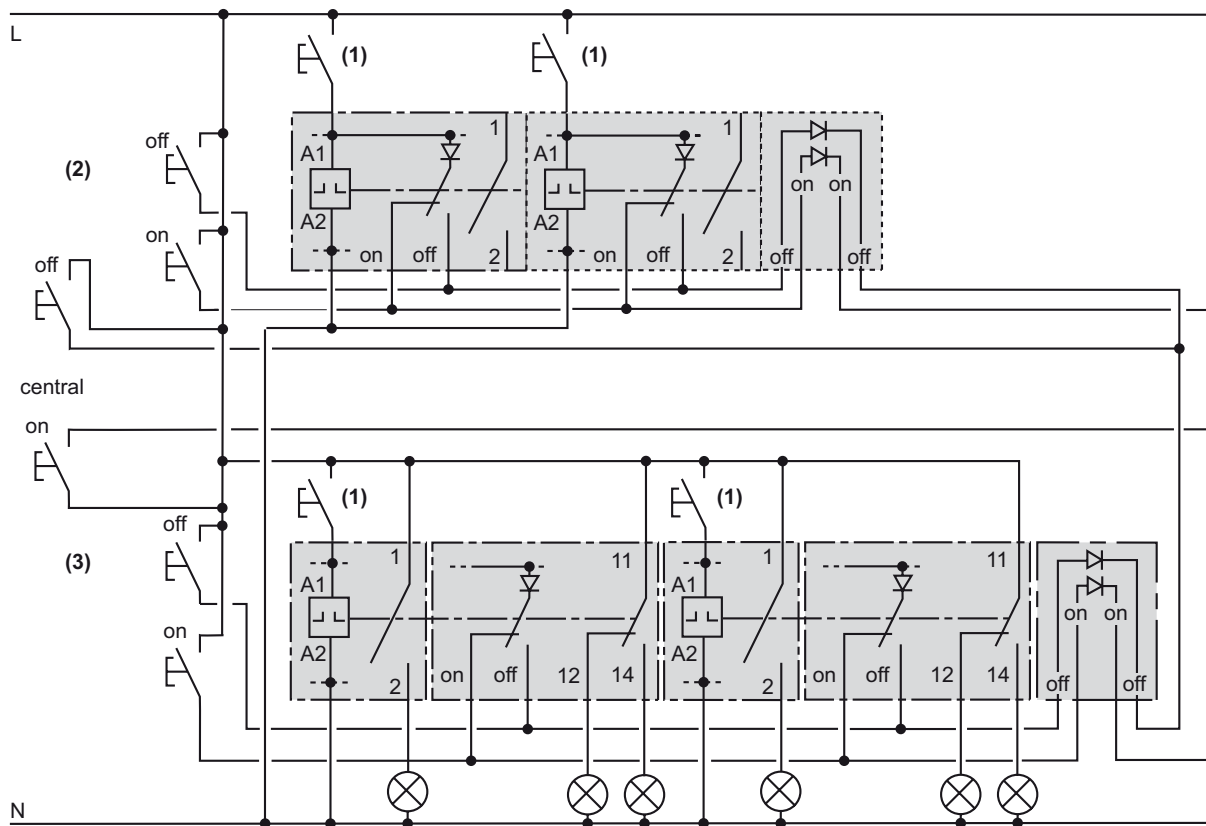 L
(1) (1)
off
(2)
1 1
A1 A1
on on
A2 A2
on
off
on off 2 on off 2 off off
central
on
(1) (1)
off
(3)
1 11 1 11
A1 A1
on on
on
A2 A2
on off 12 14 on off 12 14
2 2 off off
N